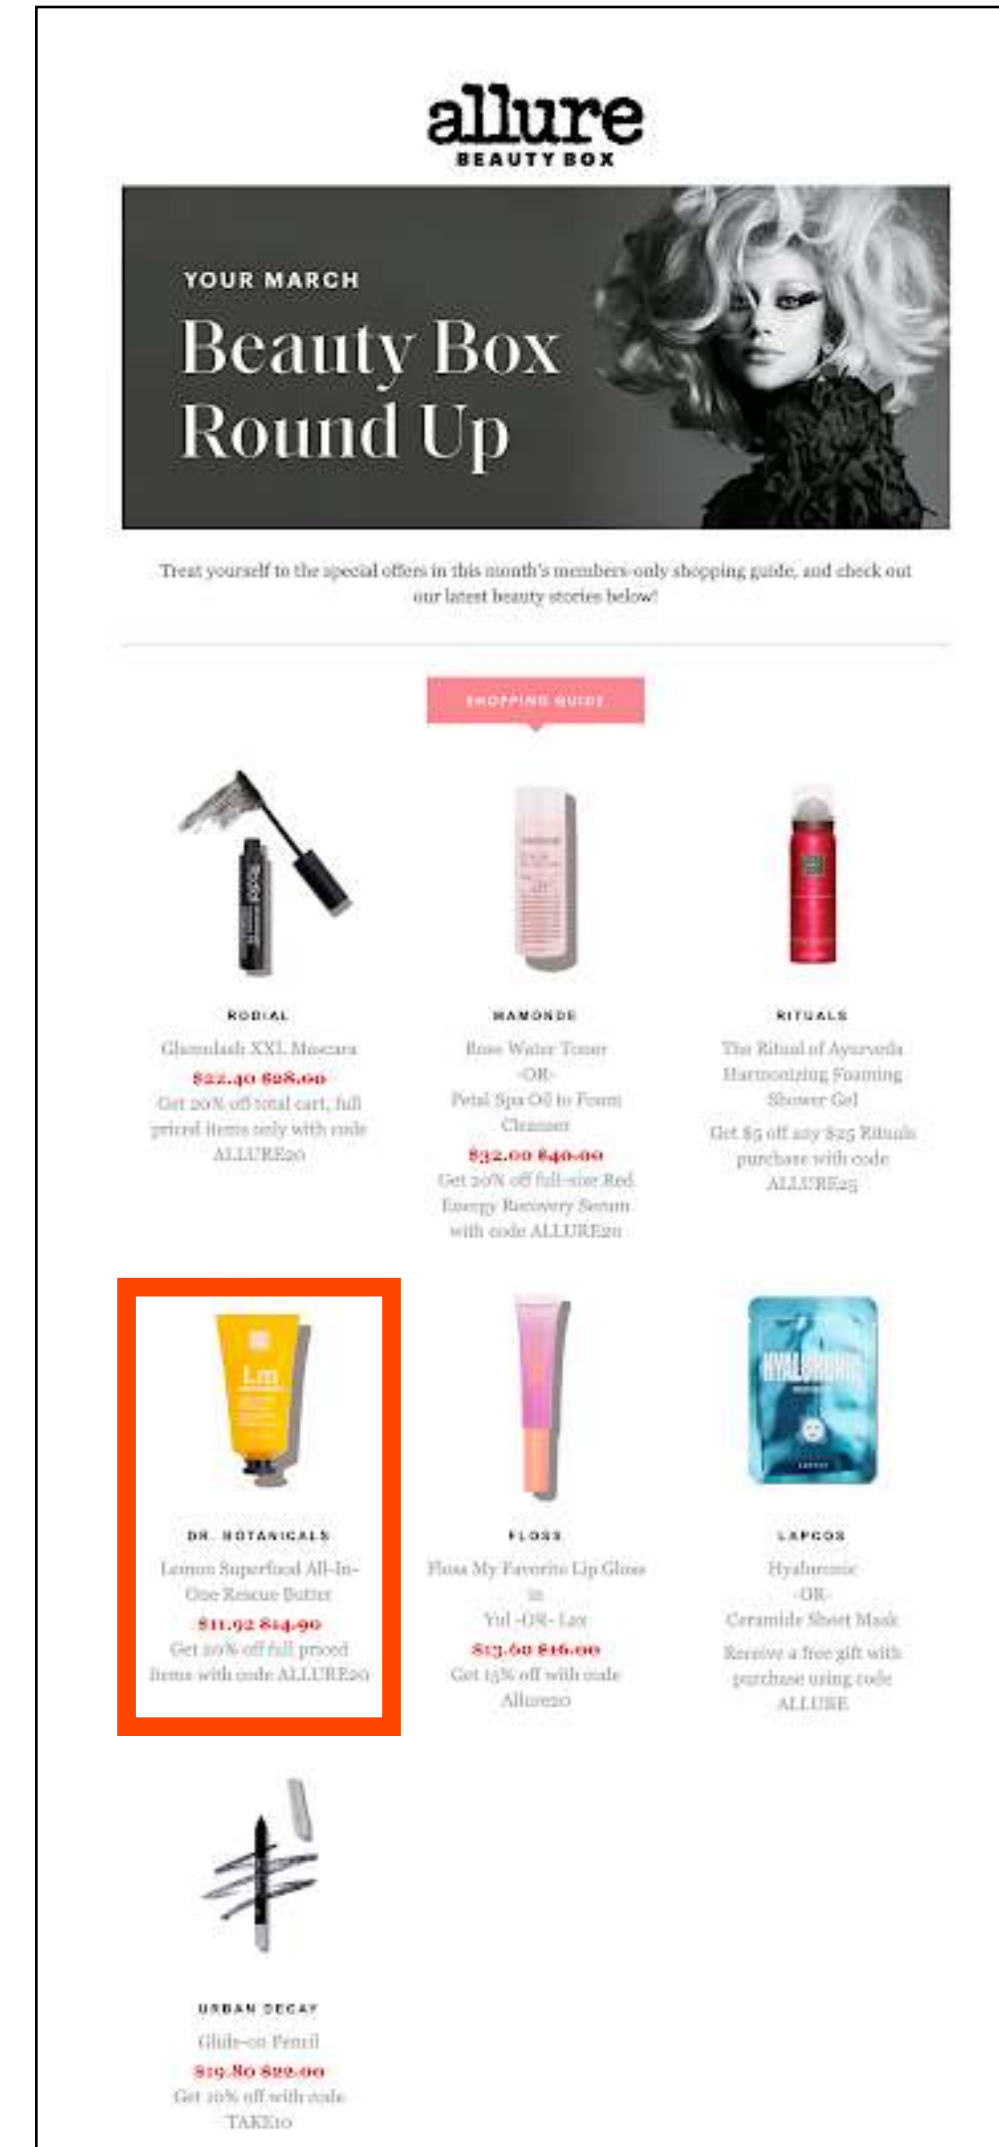 allure
BEAUTY BOX
YOUR MARCH
Beauty Box
Round Up
Treat yourself to the special offers in this month's members-only shopping guide, and check out
our latest beauty stories below!
SHOPPING GUIDE
RODIAL
Glamolash XXL Mascara
$22.40 $28.00
Get 20% off total cart, full
priced items only with code
ALLURE20
MAMONDE
Rose Water Toner
-OR-
Petal Spa Oil to Foam
Cleanser
$32.00 $40.00
Get 20% off full-size Red
Energy Recovery Serum
with code ALLURE20
RITUALS
The Ritual of Ayurveda
Harmonizing Foaming
Shower Gel
Get $5 off any $25 Rituals
purchase with code
ALLURE25
Lm
DR. BOTANICALS
Lemon Superfood All-In-
One Rescue Butter
$11.92 $14.90
Get 20% off full priced
items with code ALLURE20
FLOSS
Floss My Favorite Lip Gloss
in
Yul -OR- Lax
$13.60 $16.00
Get 15% off with code
Allure20
HYALURONIC
LAPCOS
LAPCOS
Hyaluronic
-OR-
Ceramide Sheet Mask
Receive a free gift with
purchase using code
ALLURE
URBAN DECAY
Glide-on Pencil
$19.80 $22.00
Get 10% off with code
TAKE10